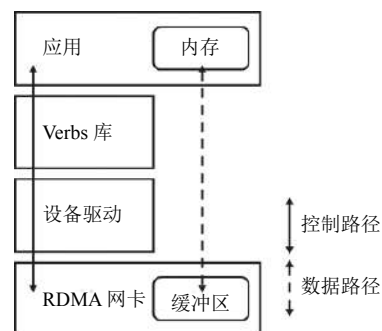 应用
内存
Verbs 库
设备驱动
控制路径
RDMA 网卡
缓冲区
数据路径